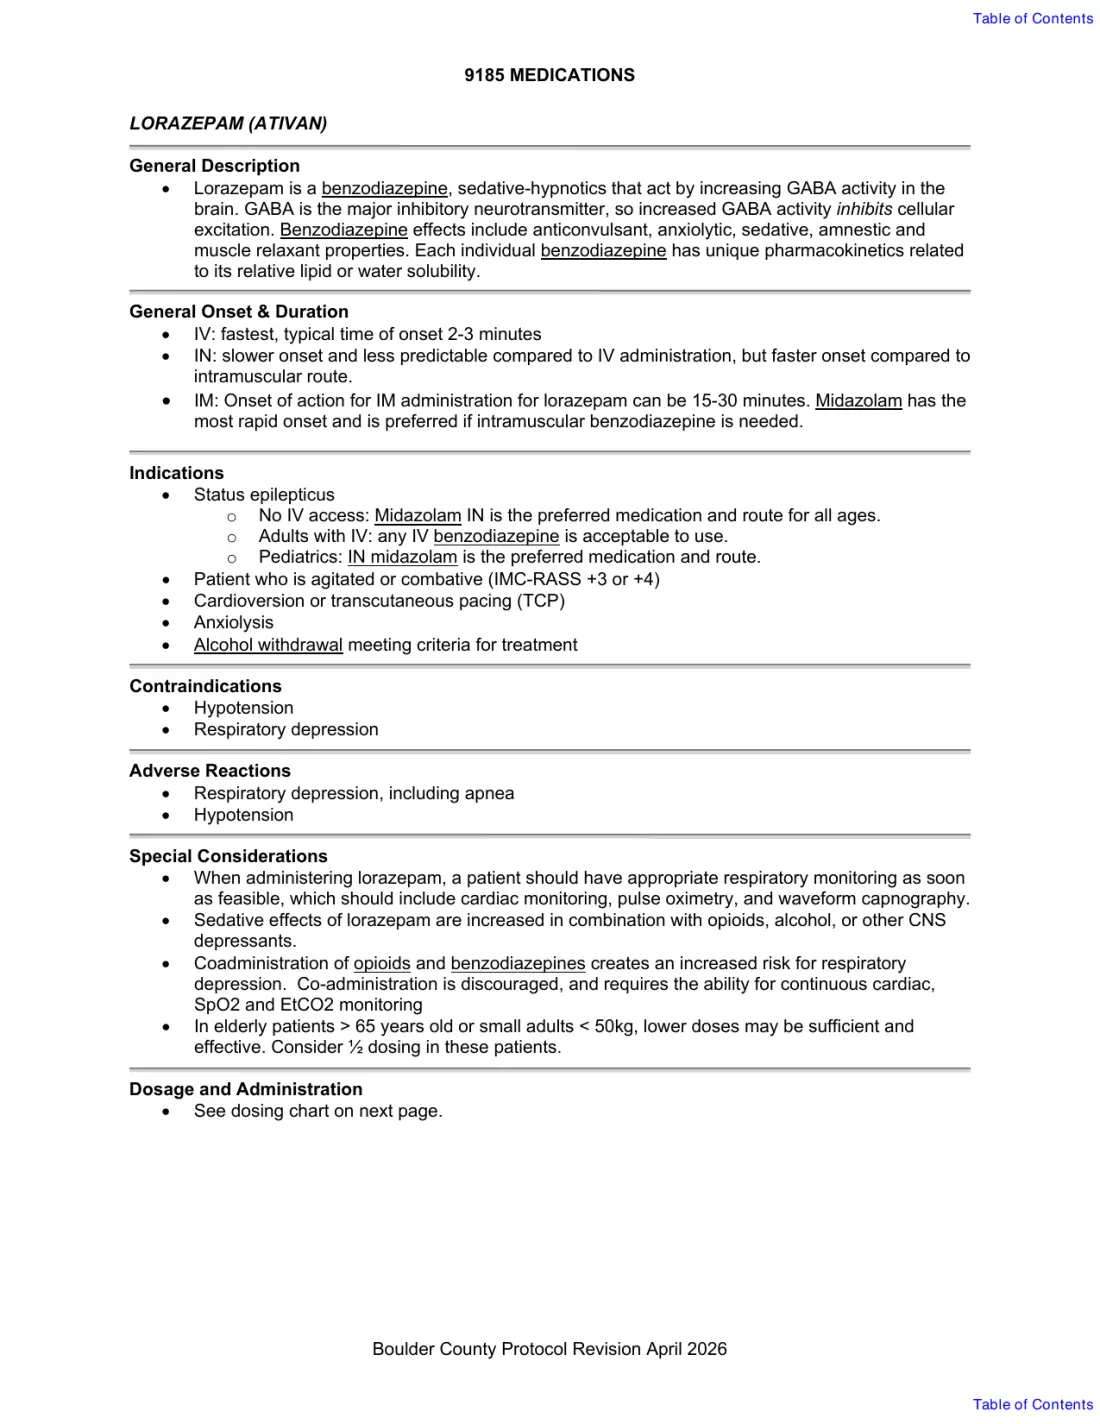 Table of Contents
9185 MEDICATIONS
LORAZEPAM (ATIVAN)
General Description
• Lorazepam is a benzodiazepine, sedative-hypnotics that act by increasing GABA activity in the
brain. GABA is the major inhibitory neurotransmitter, so increased GABA activity inhibits cellular
excitation. Benzodiazepine effects include anticonvulsant, anxiolytic, sedative, amnestic and
muscle relaxant properties. Each individual benzodiazepine has unique pharmacokinetics related
to its relative lipid or water solubility.
General Onset & Duration
• IV: fastest, typical time of onset 2-3 minutes
• IN: slower onset and less predictable compared to IV administration, but faster onset compared to
intramuscular route.
• IM: Onset of action for IM administration for lorazepam can be 15-30 minutes. Midazolam has the
most rapid onset and is preferred if intramuscular benzodiazepine is needed.
Indications
• Status epilepticus
o No IV access: Midazolam IN is the preferred medication and route for all ages.
o Adults with IV: any IV benzodiazepine is acceptable to use.
o Pediatrics: IN midazolam is the preferred medication and route.
• Patient who is agitated or combative (IMC-RASS +3 or +4)
• Cardioversion or transcutaneous pacing (TCP)
• Anxiolysis
• Alcohol withdrawal meeting criteria for treatment
Contraindications
• Hypotension
• Respiratory depression
Adverse Reactions
• Respiratory depression, including apnea
• Hypotension
Special Considerations
• When administering lorazepam, a patient should have appropriate respiratory monitoring as soon
as feasible, which should include cardiac monitoring, pulse oximetry, and waveform capnography.
• Sedative effects of lorazepam are increased in combination with opioids, alcohol, or other CNS
depressants.
• Coadministration of opioids and benzodiazepines creates an increased risk for respiratory
depression.  Co-administration is discouraged, and requires the ability for continuous cardiac,
SpO2 and EtCO2 monitoring
• In elderly patients > 65 years old or small adults < 50kg, lower doses may be sufficient and
effective. Consider ½ dosing in these patients.
Dosage and Administration
• See dosing chart on next page.
Boulder County Protocol Revision April 2026
Table of Contents